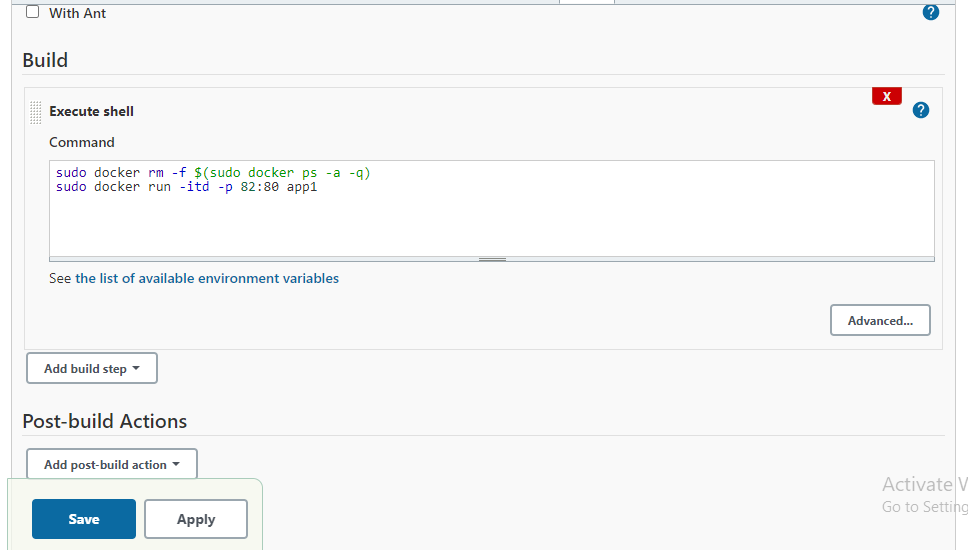 With Ant
?
Build
X
Execute shell
?
Command
sudo docker rm -f $(sudo docker ps -a -q)
sudo docker run -itd -p 82:80 app1
See the list of available environment variables
Advanced...
Add build step
Post-build Actions
Add post-build action
Activate W
Go to Setting
Save
Apply